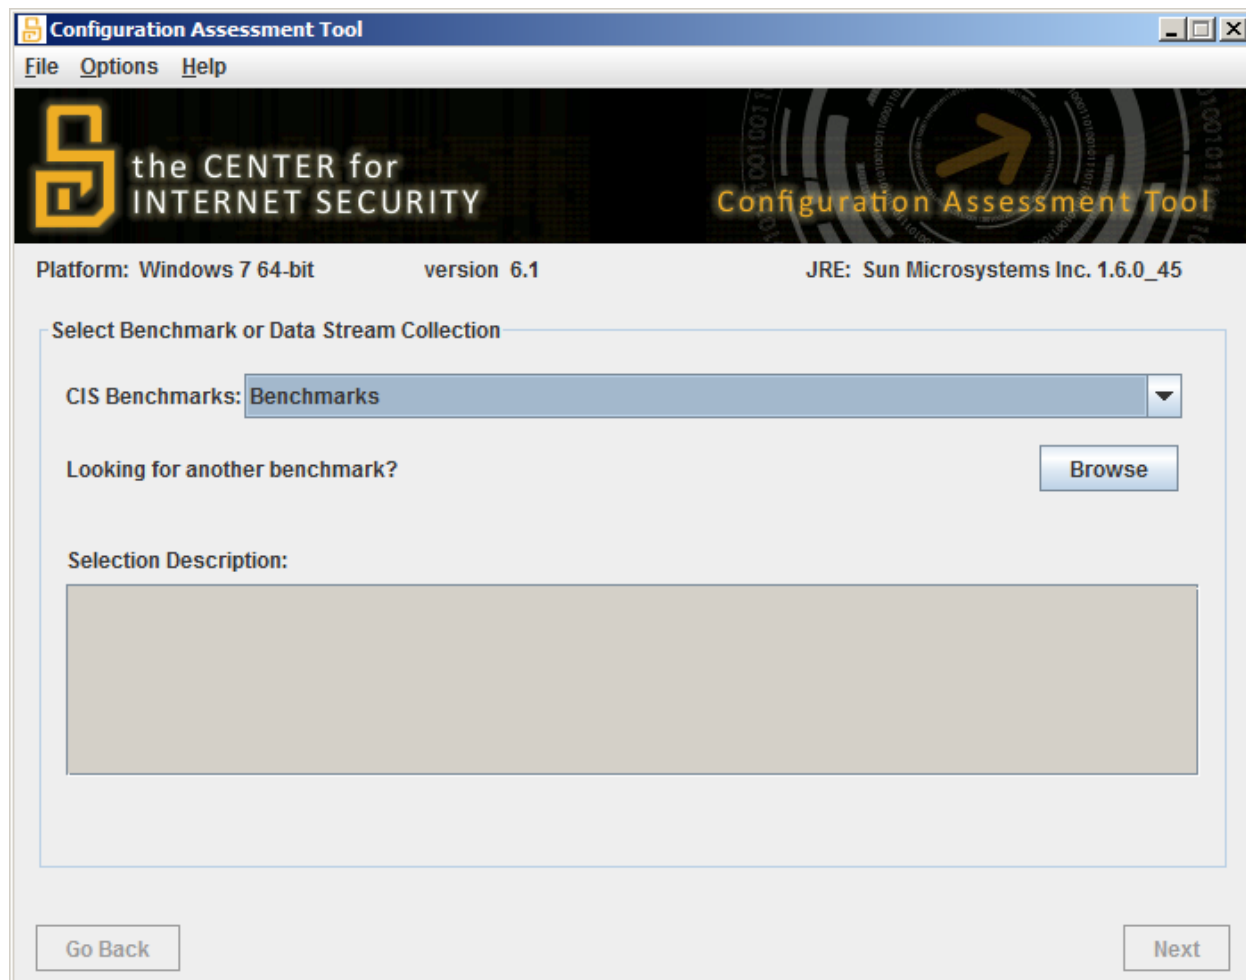 Configuration Assessment Tool
File Options Help
the CENTER for
INTERNET SECURITY
Configuration Assessment Tool
Platform: Windows 7 64-bit version 6.1 JRE: Sun Microsystems Inc. 1.6.0_45
Select Benchmark or Data Stream Collection
CIS Benchmarks: Benchmarks
Looking for another benchmark? Browse
Selection Description:
Go Back Next